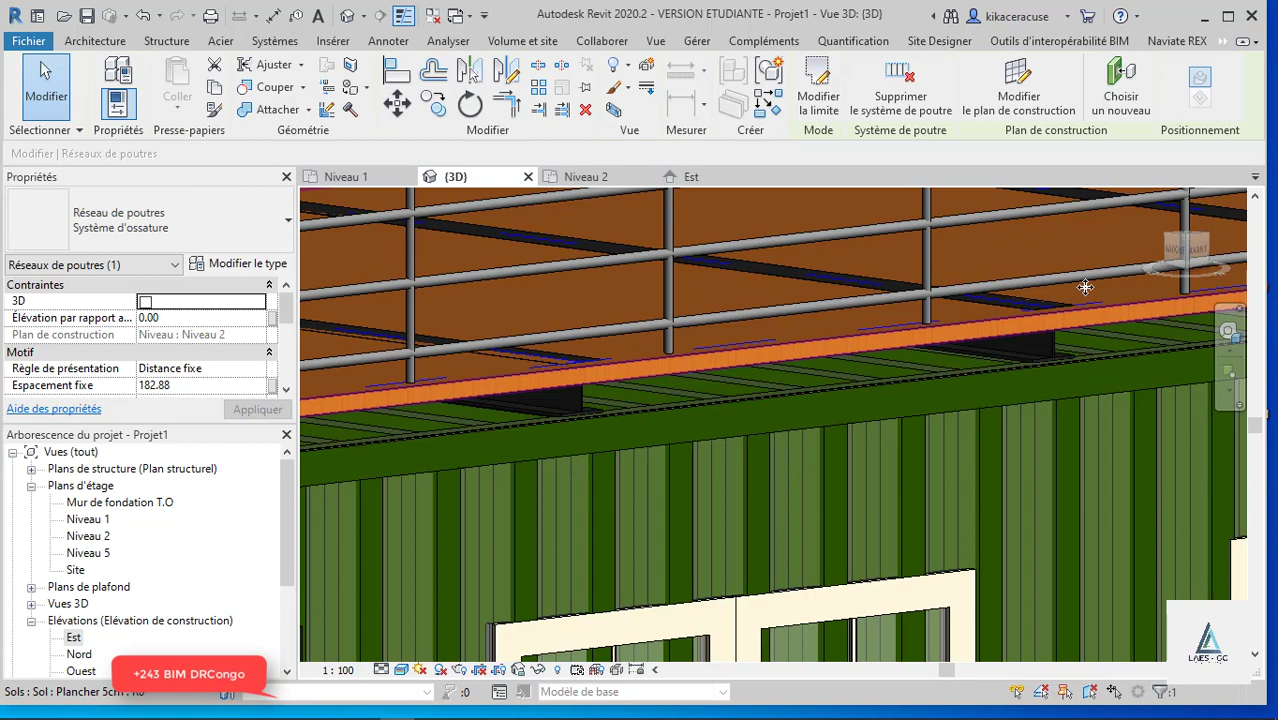 Autodesk Revit 2020.2 - VERSION ETUDIANTE - Projet1 - Vue 3D: {3D}
kikaceracuse
Fichier Architecture Structure Acier Systèmes Insérer Annoter Analyser Volume et site Collaborer Vue Gérer Compléments Quantification Site Designer Outils d'interopérabilité BIM Naviate REX
Modifier
Sélectionner
Propriétés
Coller
Presse-papiers
Ajuster
Couper
Attacher
Géométrie
Modifier
Vue
Mesurer
Créer
Modifier
la limite
Mode
Supprimer
le système de poutre
Système de poutre
Modifier
le plan de construction
Choisir
un nouveau
Plan de construction
Positionnement
Modifier | Réseaux de poutres
Propriétés
Réseau de poutres
Système d'ossature
Réseaux de poutres (1)
Modifier le type
Contraintes
3D
Élévation par rapport a... 0.00
Plan de construction Niveau : Niveau 2
Motif
Règle de présentation Distance fixe
Espacement fixe 182.88
Aide des propriétés
Appliquer
Arborescence du projet - Projet1
Vues (tout)
Plans de structure (Plan structurel)
Plans d'étage
Mur de fondation T.O
Niveau 1
Niveau 2
Niveau 5
Site
Plans de plafond
Vues 3D
Elévations (Elévation de construction)
Est
Nord
Ouest
Niveau 1
{3D}
Niveau 2
Est
AVANT
1 : 100
+243 BIM DRCongo
:0
Modèle de base
:1
LAES-GC